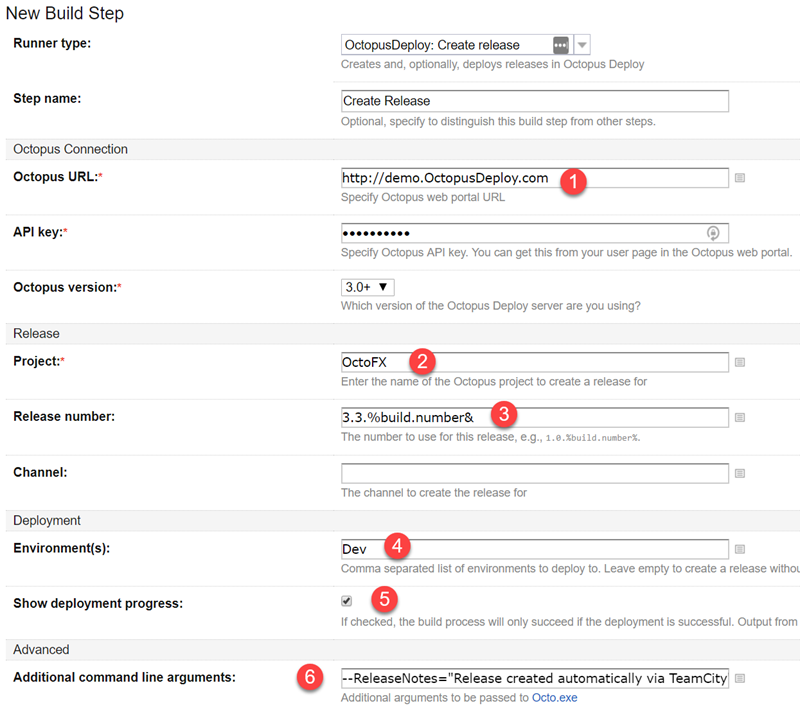 New Build Step
Runner type:
OctopusDeploy: Create release
Creates and, optionally, deploys releases in Octopus Deploy
Step name:
Create Release
Optional, specify to distinguish this build step from other steps.
Octopus Connection
Octopus URL:*
http://demo.OctopusDeploy.com
1
Specify Octopus web portal URL
API key:*
••••••••••
Specify Octopus API key. You can get this from your user page in the Octopus web portal.
Octopus version:*
3.0+ ▼
Which version of the Octopus Deploy server are you using?
Release
Project:*
OctoFX
2
Enter the name of the Octopus project to create a release for
Release number:
3.3.%build.number&
3
The number to use for this release, e.g., 1.0.%build.number%.
Channel:
The channel to create the release for
Deployment
Environment(s):
Dev
4
Comma separated list of environments to deploy to. Leave empty to create a release withou
Show deployment progress:
5
If checked, the build process will only succeed if the deployment is successful. Output from
Advanced
Additional command line arguments:
6
--ReleaseNotes="Release created automatically via TeamCity
Additional arguments to be passed to Octo.exe